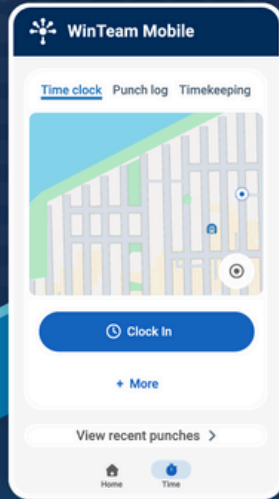 WinTeam Mobile
Time clock Punch log Timekeeping
Clock In
+ More
View recent punches >
Home Time